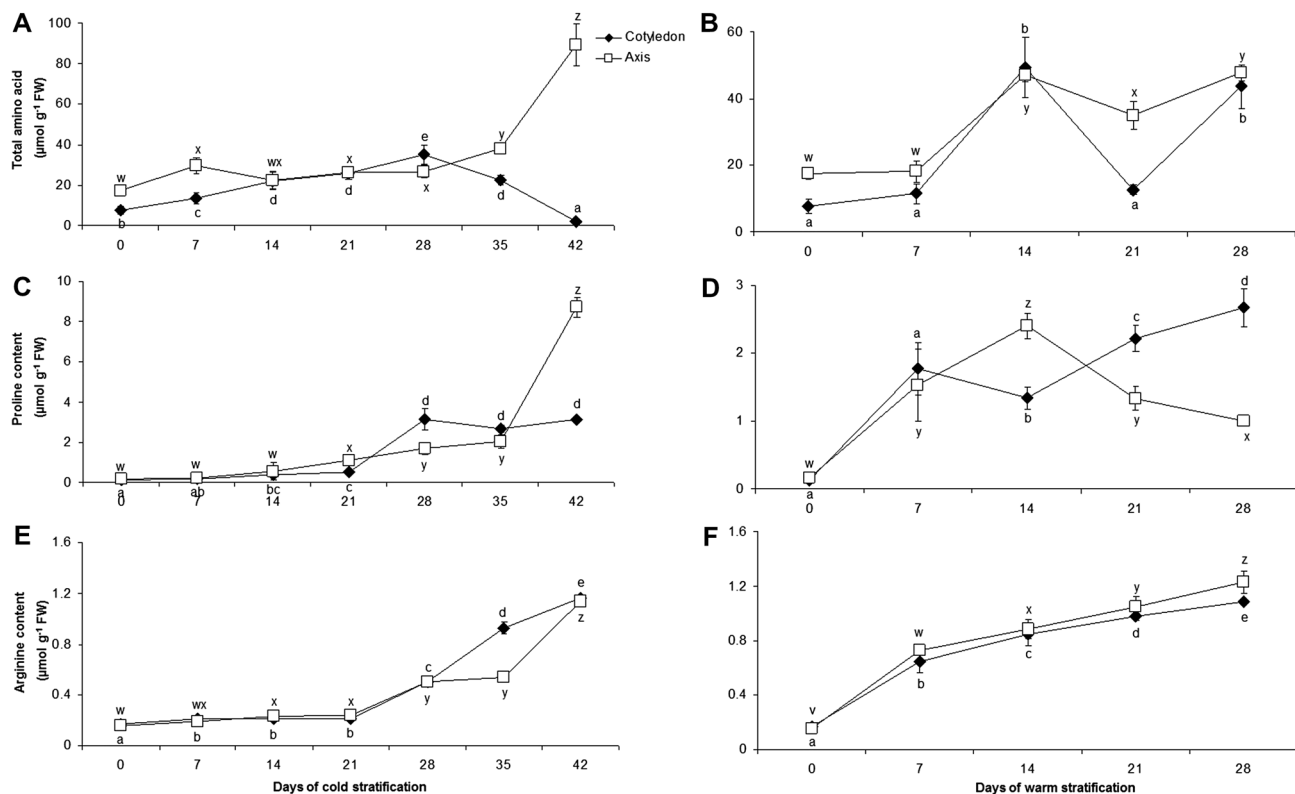 A
B
100
80
60
40
20
0
Total amino acid
(µmol g⁻¹ FW)
w
b
x
c
wx
d
x
d
e
x
y
d
z
a
Cotyledon
Axis
0 7 14 21 28 35 42
60
40
20
0
w
a
w
a
b
y
x
a
y
b
0 7 14 21 28
C
D
10
8
6
4
2
0
Proline content
(µmol g⁻¹ FW)
w
a
w
ab
w
bc
x
c
d
y
d
y
z
d
0 7 14 21 28 35 42
3
2
1
0
w
a
a
y
z
b
c
y
d
x
0 7 14 21 28
E
F
1.6
1.2
0.8
0.4
0
Arginine content
(µmol g⁻¹ FW)
w
a
wx
b
x
b
x
b
c
y
d
y
e
z
0 7 14 21 28 35 42
Days of cold stratification
1.6
1.2
0.8
0.4
0
v
a
w
b
x
c
y
d
z
e
0 7 14 21 28
Days of warm stratification